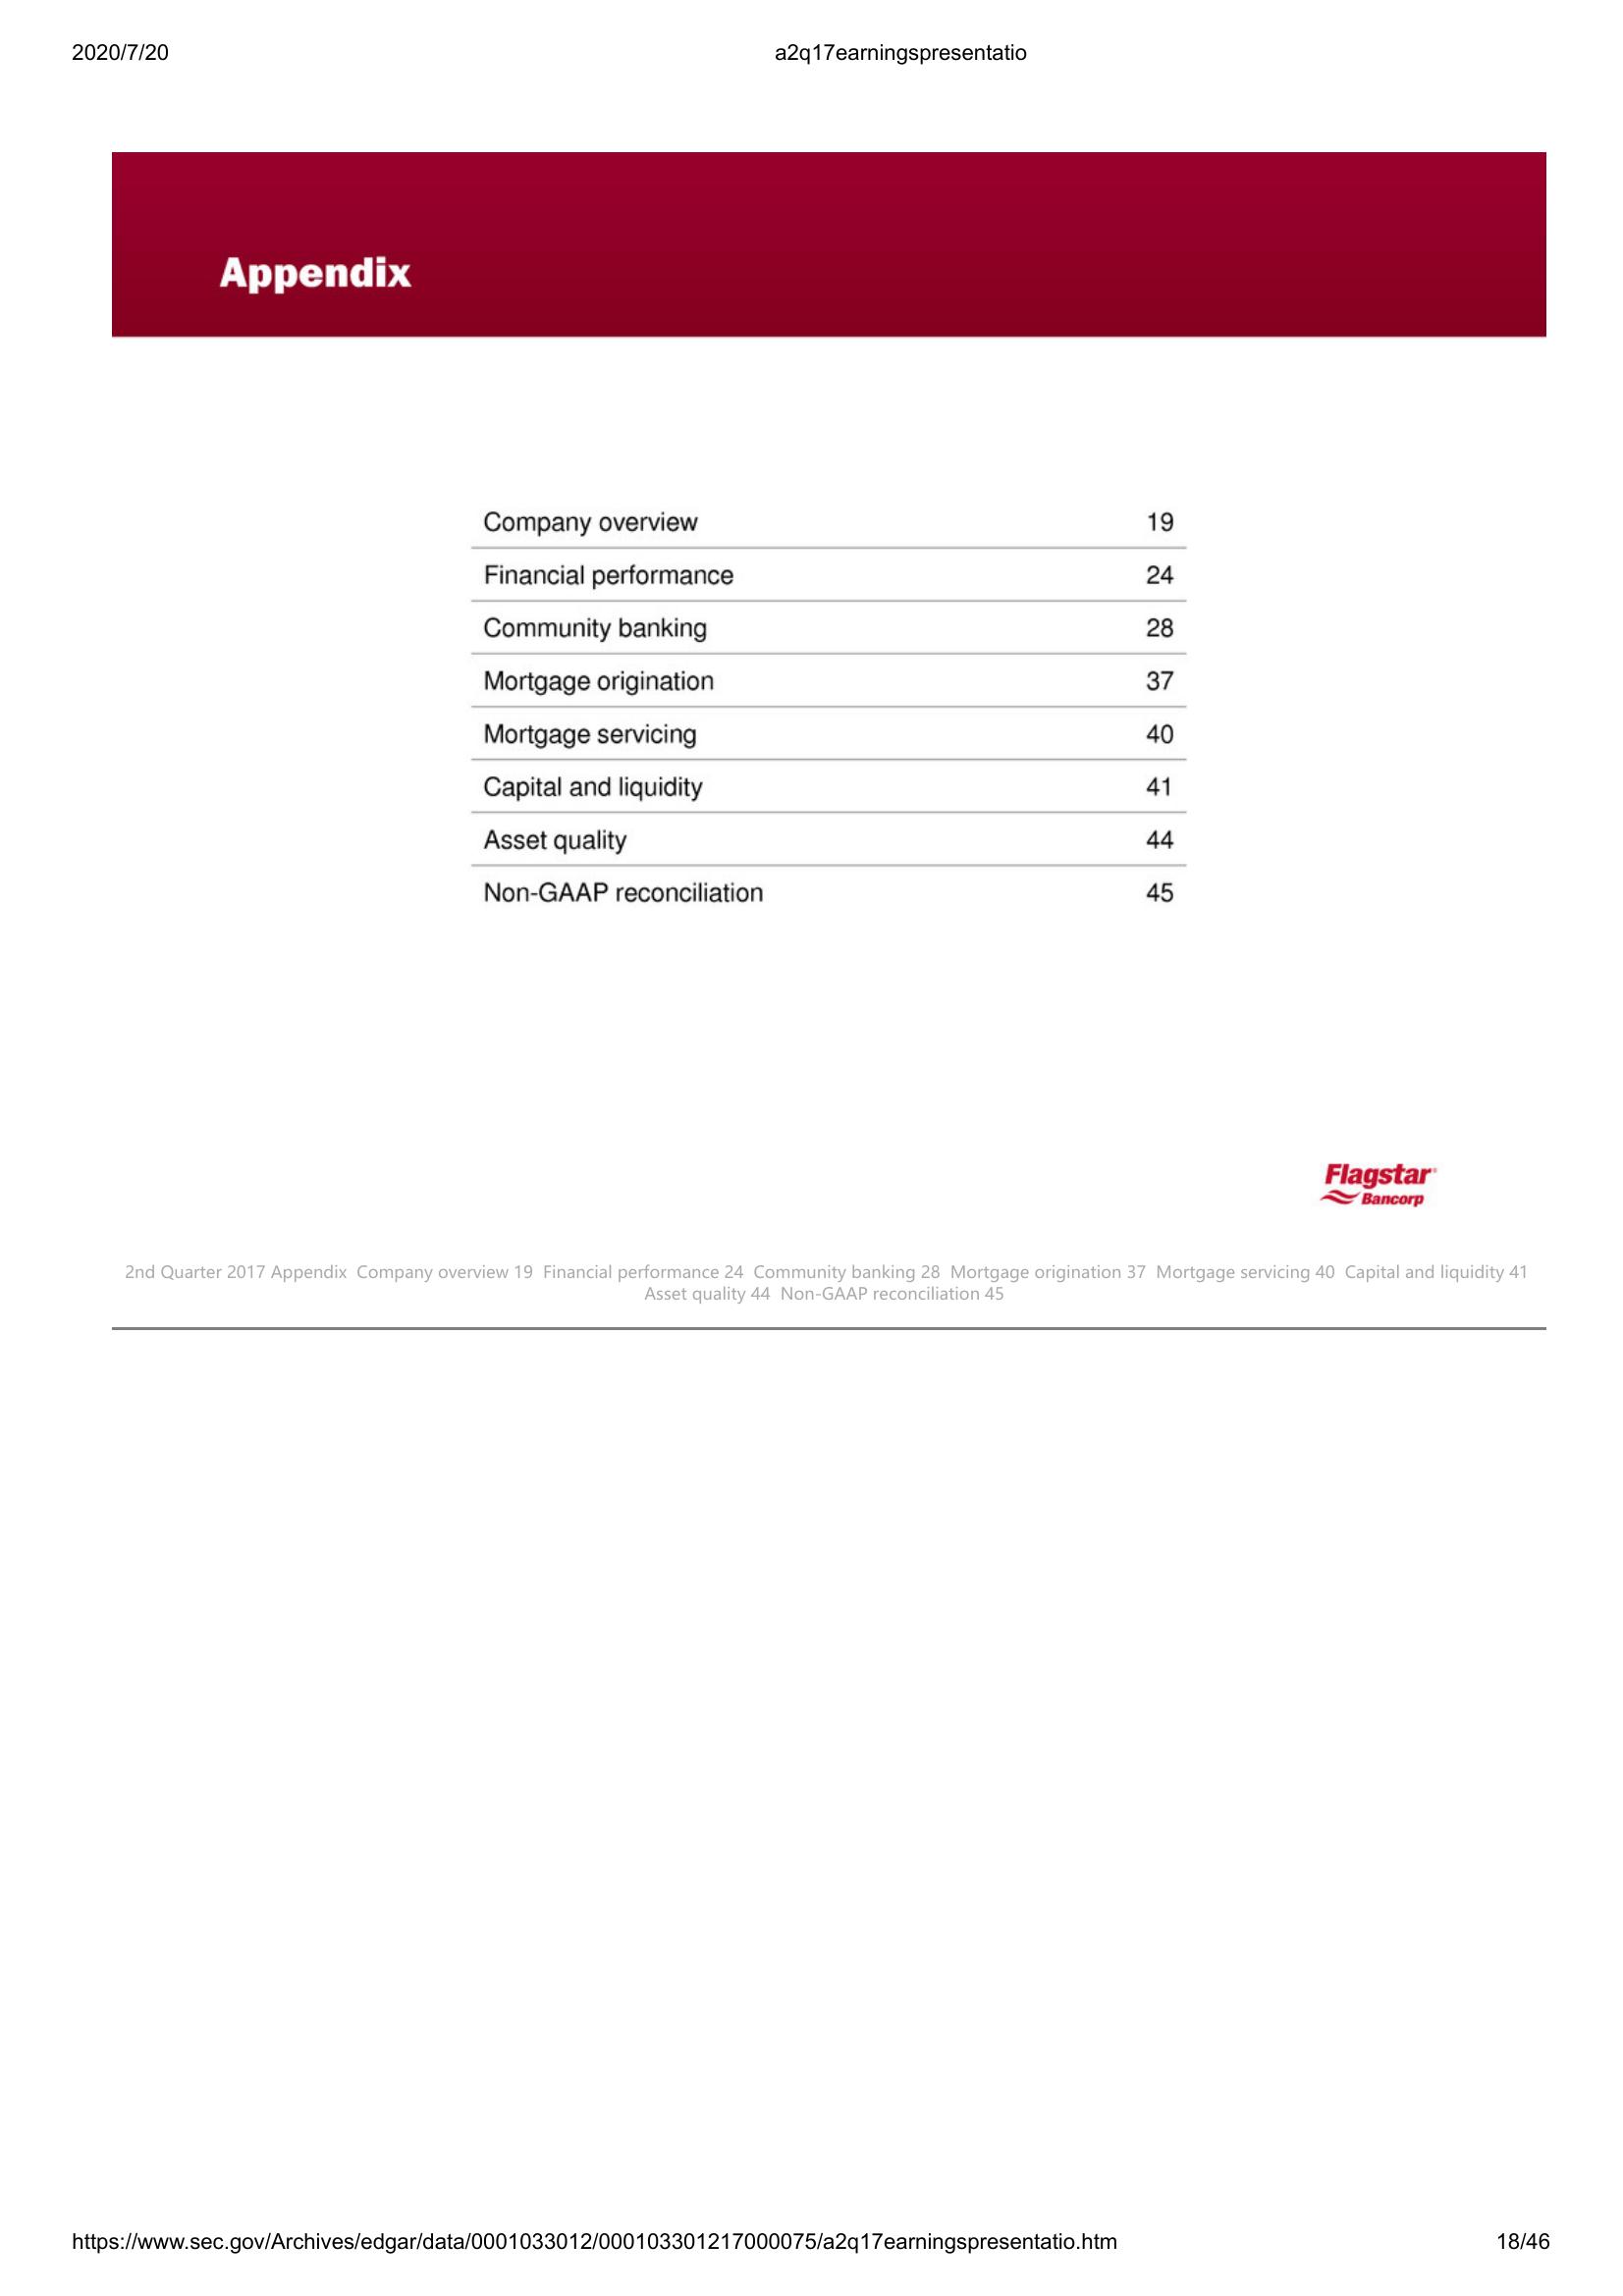 2020/7/20 a2q17earningspresentatio
Appendix
Company overview 19
Financial performance 24
Community banking 28
Mortgage origination 37
Mortgage servicing 40
Capital and liquidity 41
Asset quality 44
Non-GAAP reconciliation 45
Flagstar
Bancorp
2nd Quarter 2017 Appendix Company overview 19 Financial performance 24 Community banking 28 Mortgage origination 37 Mortgage servicing 40 Capital and liquidity 41
Asset quality 44 Non-GAAP reconciliation 45
https://www.sec.gov/Archives/edgar/data/0001033012/000103301217000075/a2q17earningspresentatio.htm 18/46